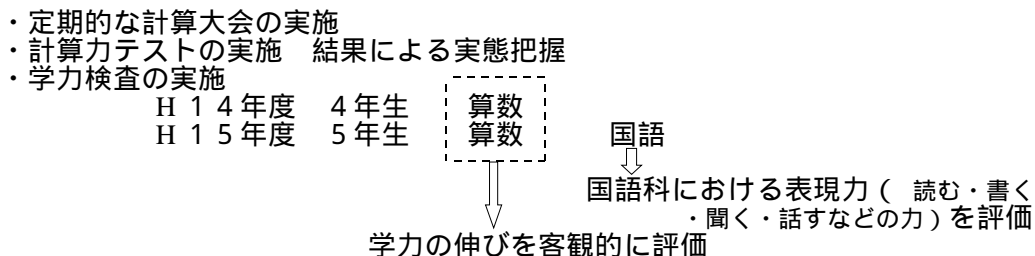 ・定期的な計算大会の実施
・計算力テストの実施　結果による実態把握
・学力検査の実施
H１４年度　４年生　算数
H１５年度　５年生　算数　国語
国語科における表現力（ 読む・書く
・聞く・話すなどの力）を評価
学力の伸びを客観的に評価